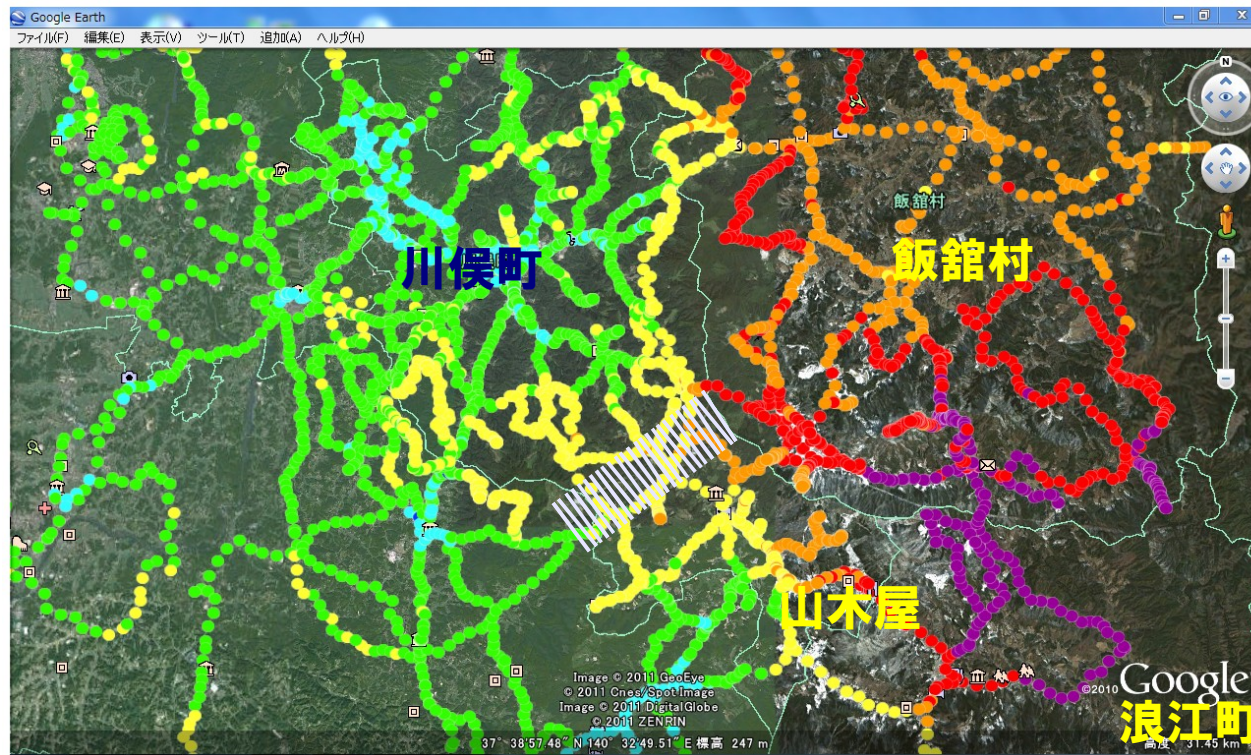 Google Earth
ファイル(F) 編集(E) 表示(V) ツール(T) 追加(A) ヘルプ(H)
N
飯舘村
飯舘村
川俣町
山木屋
Image © 2011 GeoEye
© 2011 Cnes/Spot Image
Image © 2011 DigitalGlobe
© 2011 ZENRIN
©2010 Google
浪江町
37° 38'57.48" N 140° 32'49.51" E 標高 247 m
高度 31.45 km